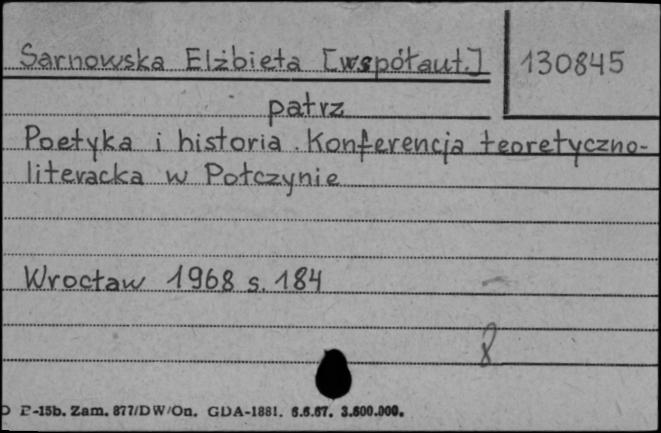 Sarnowska Elżbieta [współaut.] 130845
patrz
Poetyka i historia. Konferencja teoretyczno-
literacka w Połczynie
Wrocław 1968 s. 184
8
P-15b. Zam. 877/DW/On. GDA-1881. 6.6.67. 3.600.000.